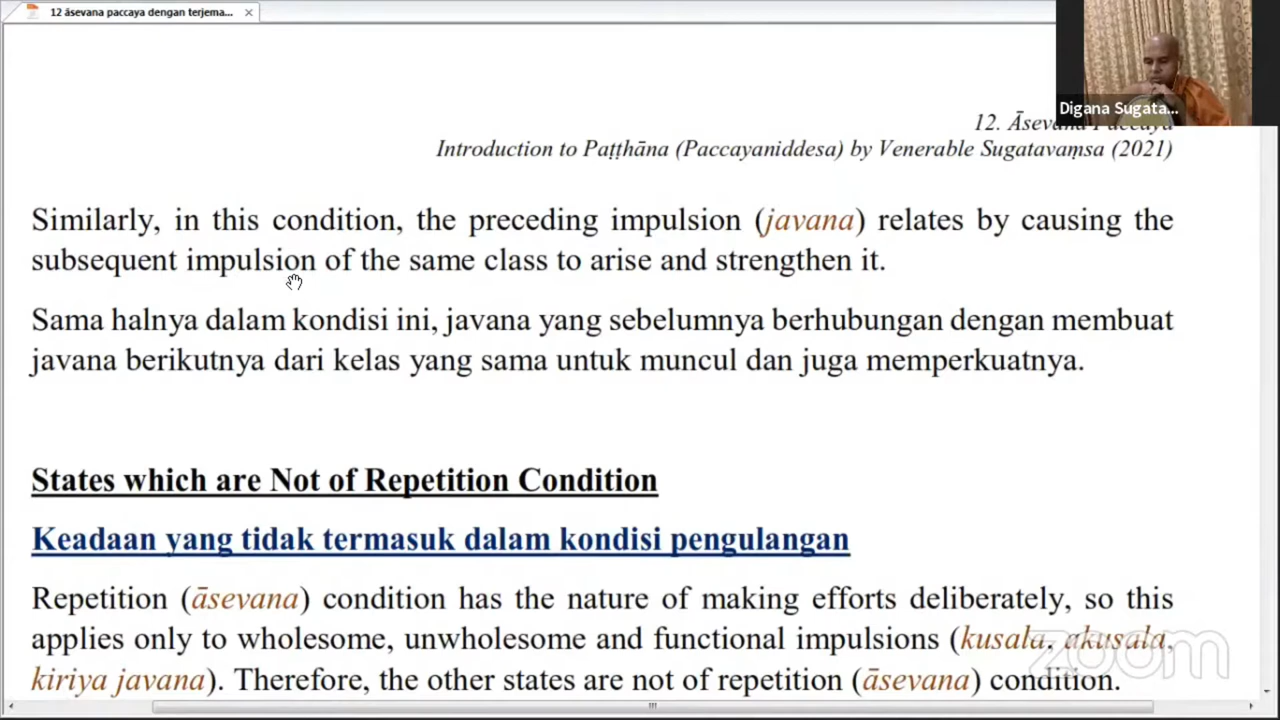 12 āsevana paccaya dengan terjema...
Digana Sugata...
12. Āsevana Paccaya
Introduction to Paṭṭhāna (Paccayaniddesa) by Venerable Sugatavaṃsa (2021)
Similarly, in this condition, the preceding impulsion (javana) relates by causing the
subsequent impulsion of the same class to arise and strengthen it.
Sama halnya dalam kondisi ini, javana yang sebelumnya berhubungan dengan membuat
javana berikutnya dari kelas yang sama untuk muncul dan juga memperkuatnya.
States which are Not of Repetition Condition
Keadaan yang tidak termasuk dalam kondisi pengulangan
Repetition (āsevana) condition has the nature of making efforts deliberately, so this
applies only to wholesome, unwholesome and functional impulsions (kusala, akusala,
kiriya javana). Therefore, the other states are not of repetition (āsevana) condition.
zoom